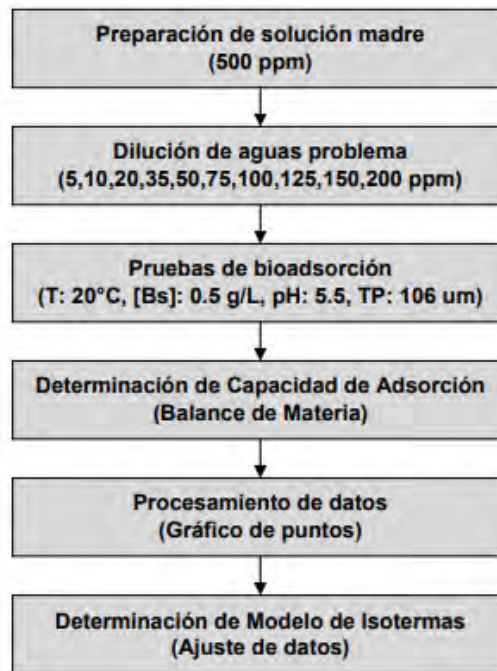 Preparación de solución madre
(500 ppm)
Dilución de aguas problema
(5,10,20,35,50,75,100,125,150,200 ppm)
Pruebas de bioadsorción
(T: 20°C, [Bs]: 0.5 g/L, pH: 5.5, TP: 106 um)
Determinación de Capacidad de Adsorción
(Balance de Materia)
Procesamiento de datos
(Gráfico de puntos)
Determinación de Modelo de Isotermas
(Ajuste de datos)